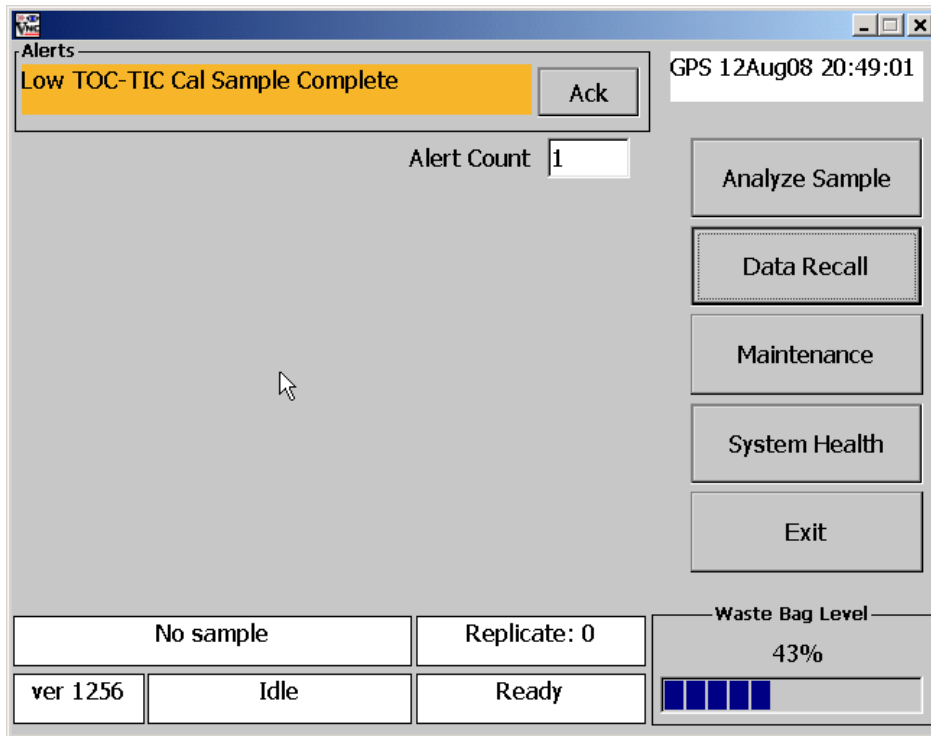 VNC
Alerts
Low TOC-TIC Cal Sample Complete
Ack
GPS 12Aug08 20:49:01
Alert Count 1
Analyze Sample
Data Recall
Maintenance
System Health
Exit
No sample
Replicate: 0
Waste Bag Level
43%
ver 1256
Idle
Ready